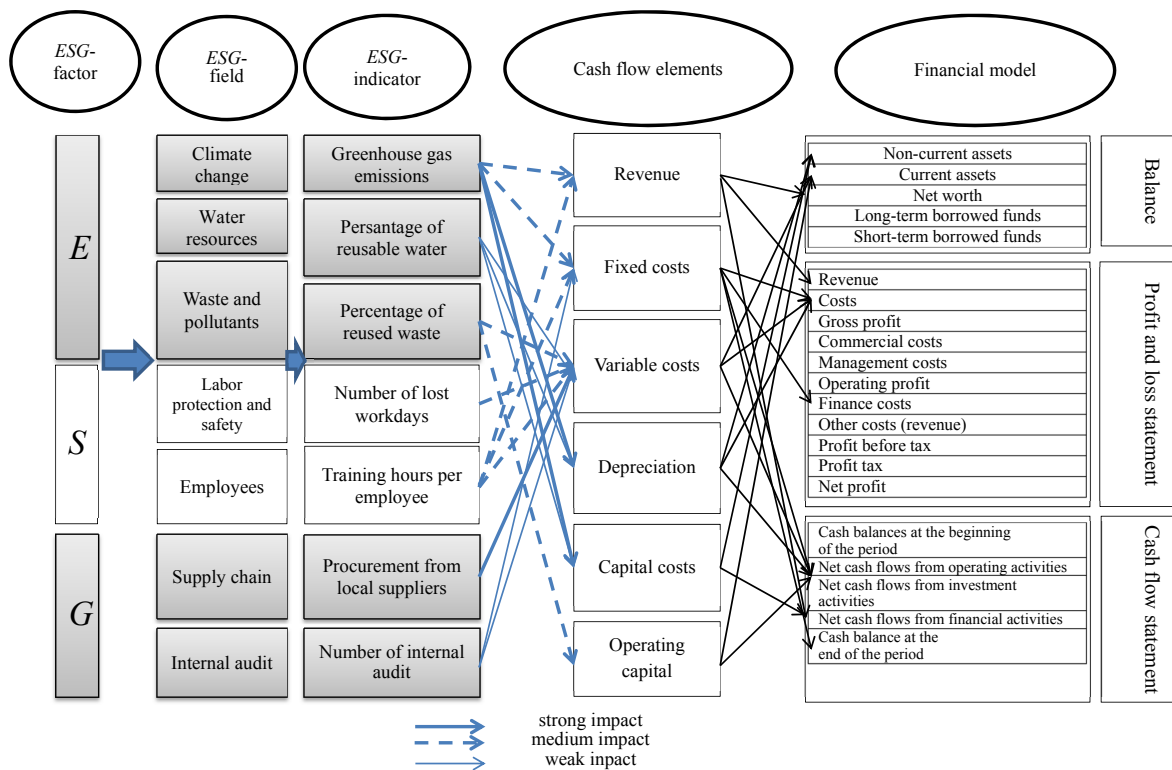 ESG-
factor
ESG-
field
ESG-
indicator
Cash flow elements
Financial model
E
S
G
Climate
change
Water
resources
Waste and
pollutants
Labor
protection and
safety
Employees
Supply chain
Internal audit
Greenhouse gas
emissions
Persantage of
reusable water
Percentage of
reused waste
Number of lost
workdays
Training hours per
employee
Procurement from
local suppliers
Number of internal
audit
Revenue
Fixed costs
Variable costs
Depreciation
Capital costs
Operating
capital
Non-current assets
Current assets
Net worth
Long-term borrowed funds
Short-term borrowed funds
Balance
Revenue
Costs
Gross profit
Commercial costs
Management costs
Operating profit
Finance costs
Other costs (revenue)
Profit before tax
Profit tax
Net profit
Profit and loss statement
Cash balances at the beginning
of the period
Net cash flows from operating activities
Net cash flows from investment
activities
Net cash flows from financial activities
Cash balance at the
end of the period
Cash flow statement
strong impact
medium impact
weak inpact